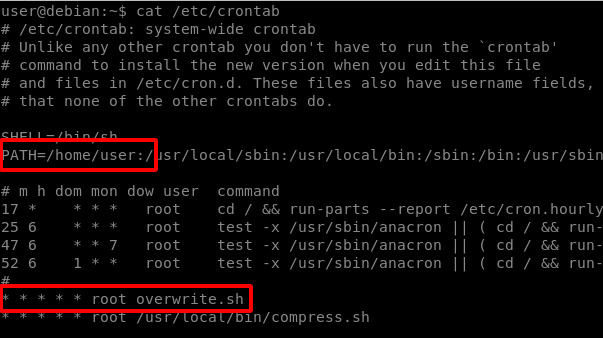 user@debian:~$ cat /etc/crontab
# /etc/crontab: system-wide crontab
# Unlike any other crontab you don't have to run the `crontab'
# command to install the new version when you edit this file
# and files in /etc/cron.d. These files also have username fields,
# that none of the other crontabs do.
SHELL=/bin/sh
PATH=/home/user:/usr/local/sbin:/usr/local/bin:/sbin:/bin:/usr/sbin
# m h dom mon dow user  command
17 *    * * *   root    cd / && run-parts --report /etc/cron.hourly
25 6    * * *   root    test -x /usr/sbin/anacron || ( cd / && run-
47 6    * * 7   root    test -x /usr/sbin/anacron || ( cd / && run-
52 6    1 * *   root    test -x /usr/sbin/anacron || ( cd / && run-
#
* * * * * root overwrite.sh
* * * * * root /usr/local/bin/compress.sh